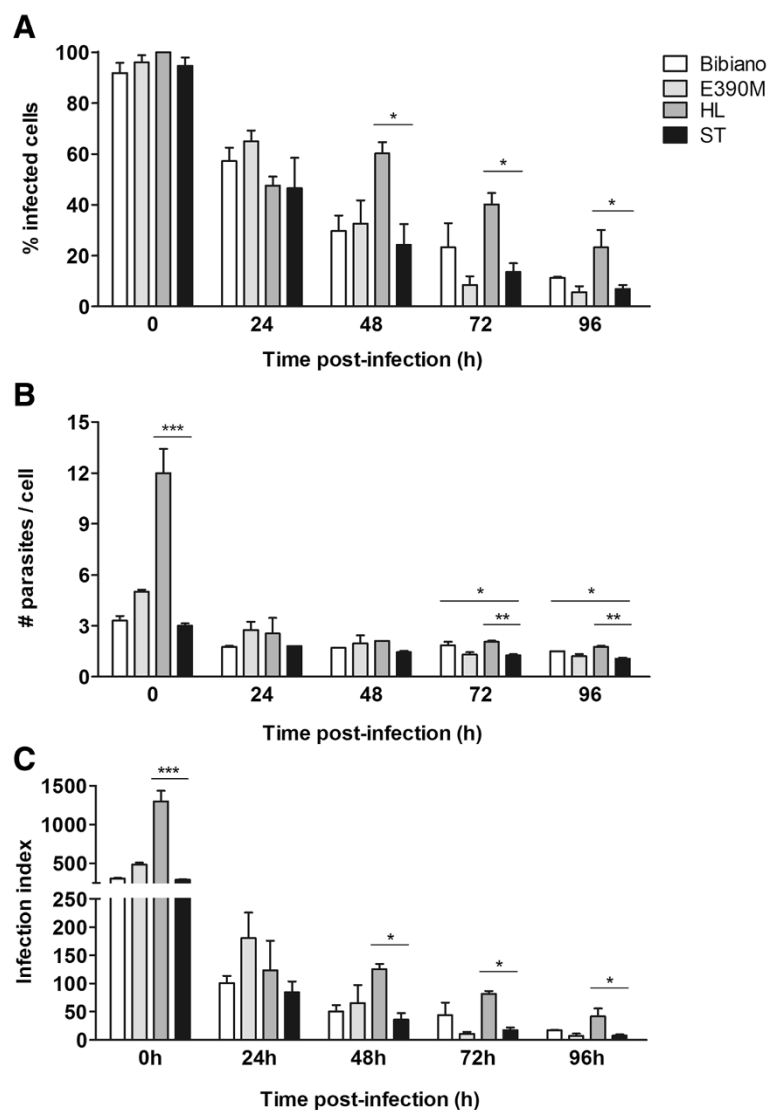 A
% infected cells
100
80
60
40
20
0
* * *
0 24 48 72 96
Time post-infection (h)
Bibiano
E390M
HL
ST
B
# parasites / cell
15
12
9
6
3
0
***
* *
** **
0 24 48 72 96
Time post-infection (h)
C
Infection index
1500
1000
500
250
200
150
100
50
0
***
* * *
0h 24h 48h 72h 96h
Time post-infection (h)